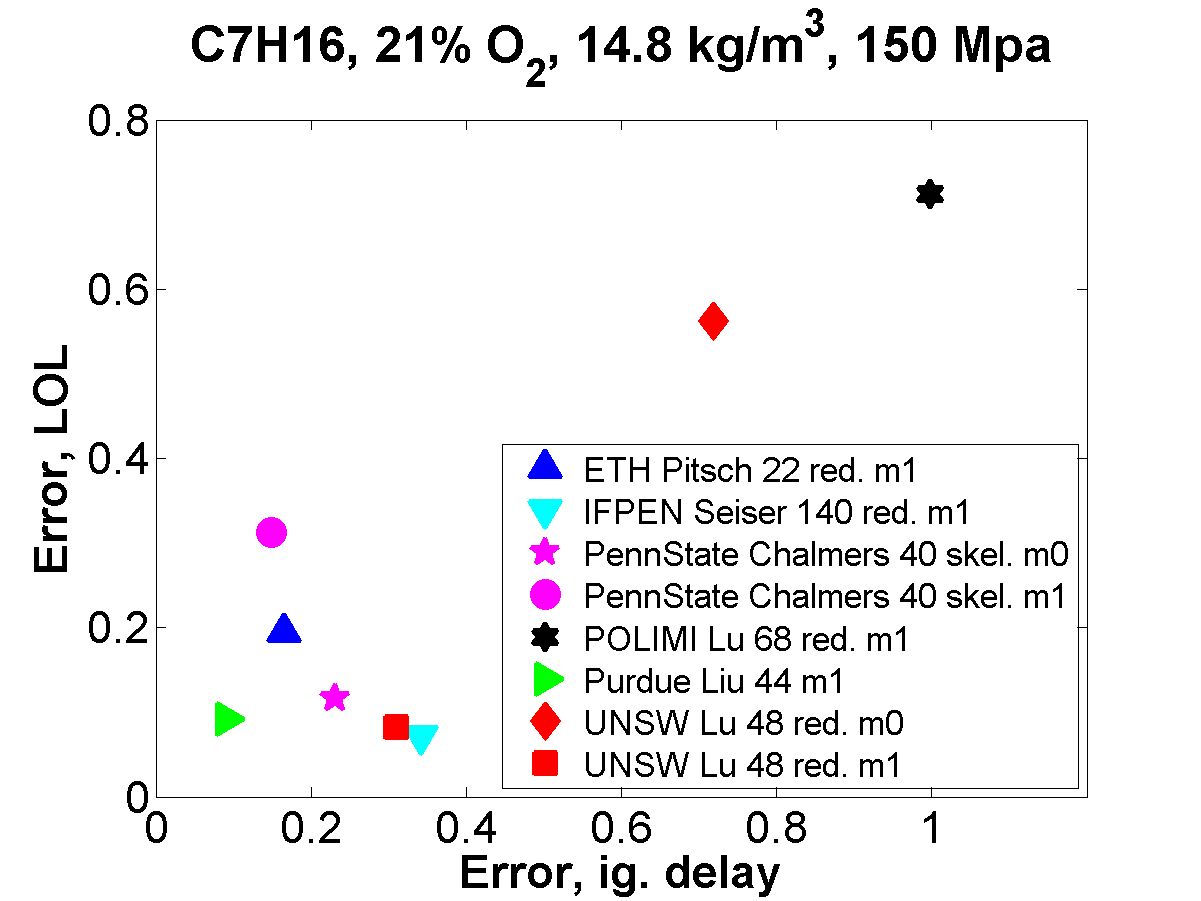 C7H16, 21% O₂, 14.8 kg/m³, 150 Mpa
0.8
0.6
0.4
0.2
0
Error, LOL
ETH Pitsch 22 red. m1
IFPEN Seiser 140 red. m1
PennState Chalmers 40 skel. m0
PennState Chalmers 40 skel. m1
POLIMI Lu 68 red. m1
Purdue Liu 44 m1
UNSW Lu 48 red. m0
UNSW Lu 48 red. m1
0 0.2 0.4 0.6 0.8 1
Error, ig. delay